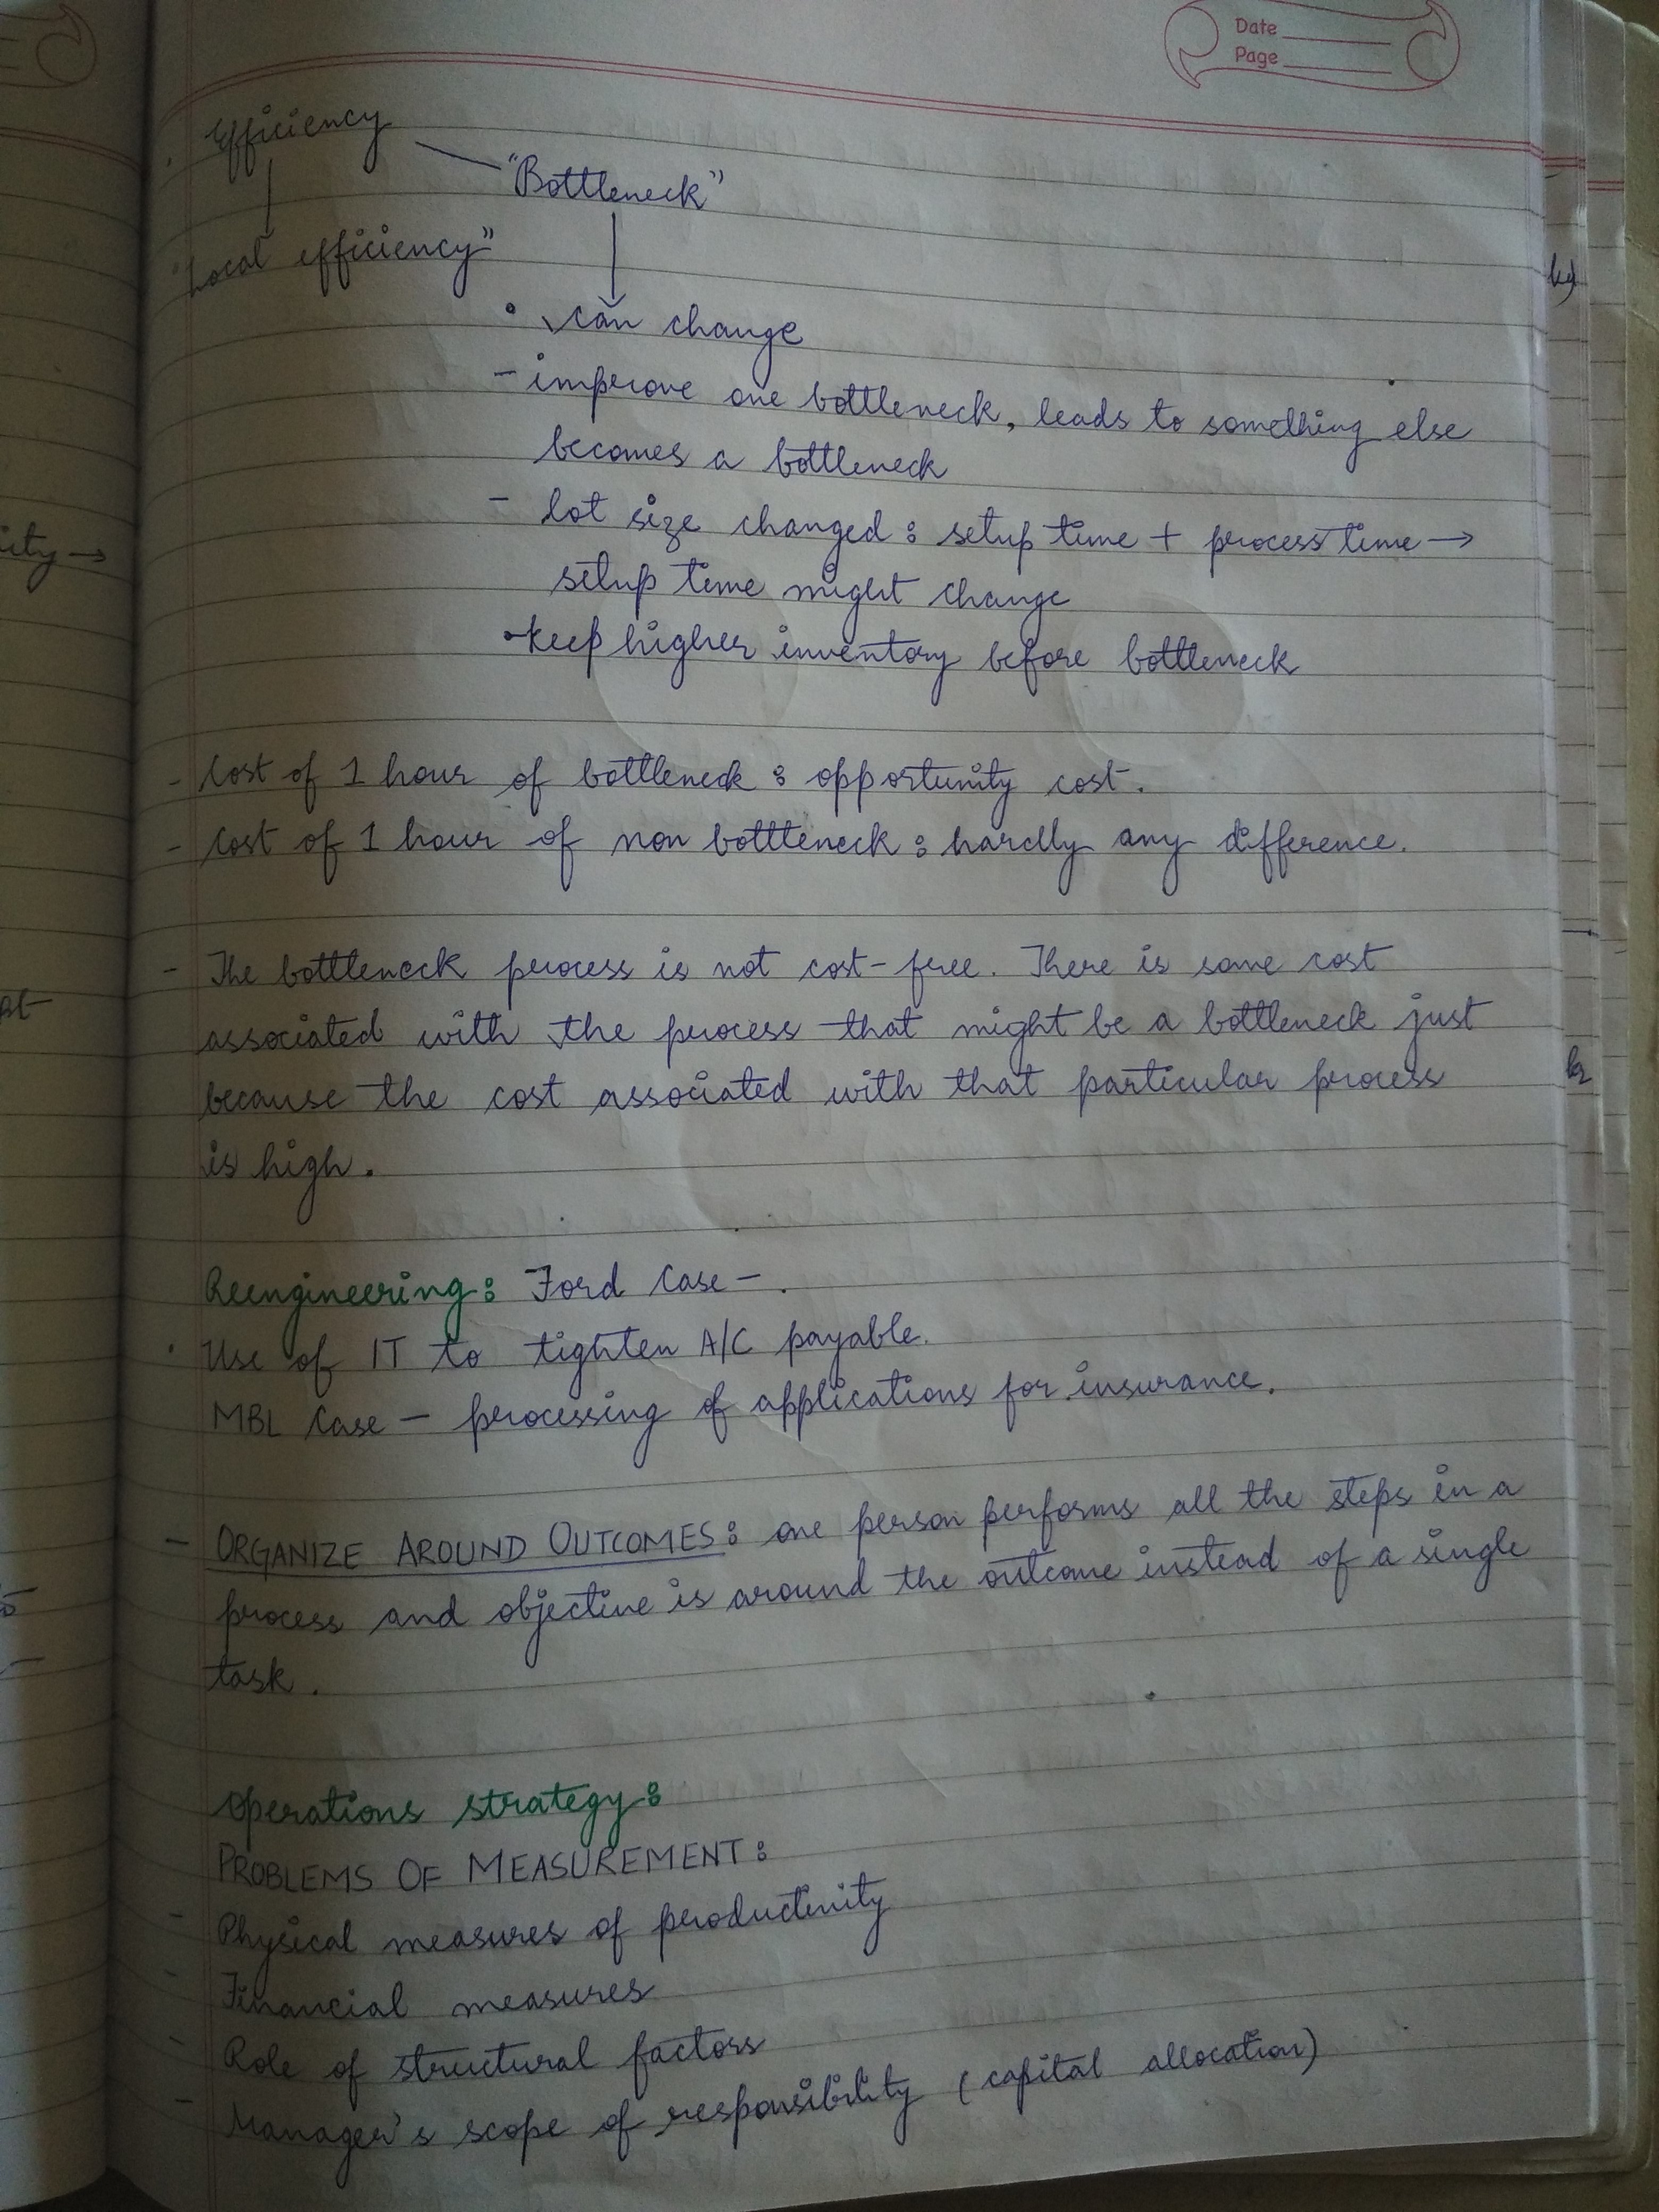 Date
Page
Efficiency
"Bottleneck"
"Local efficiency"
• can change
- improve one bottleneck, leads to something else
becomes a bottleneck
- lot size changed : setup time + process time →
setup time might change
• keep higher inventory before bottleneck
- Cost of 1 hour of bottleneck : opportunity cost.
- Cost of 1 hour of non bottleneck : hardly any difference.
- The bottleneck process is not cost-free. There is some cost
associated with the process that might be a bottleneck just
because the cost associated with that particular process
is high.
Reengineering : Ford Case - .
• Use of IT to tighten A/C payable.
MBL Case - processing of applications for insurance.
- ORGANIZE AROUND OUTCOMES : one person performs all the steps in a
process and objective is around the outcome instead of a single
task.
Operations strategy :
PROBLEMS OF MEASUREMENT :
- Physical measures of productivity
- Financial measures
- Role of structural factors
- Manager's scope of responsibility (capital allocation)